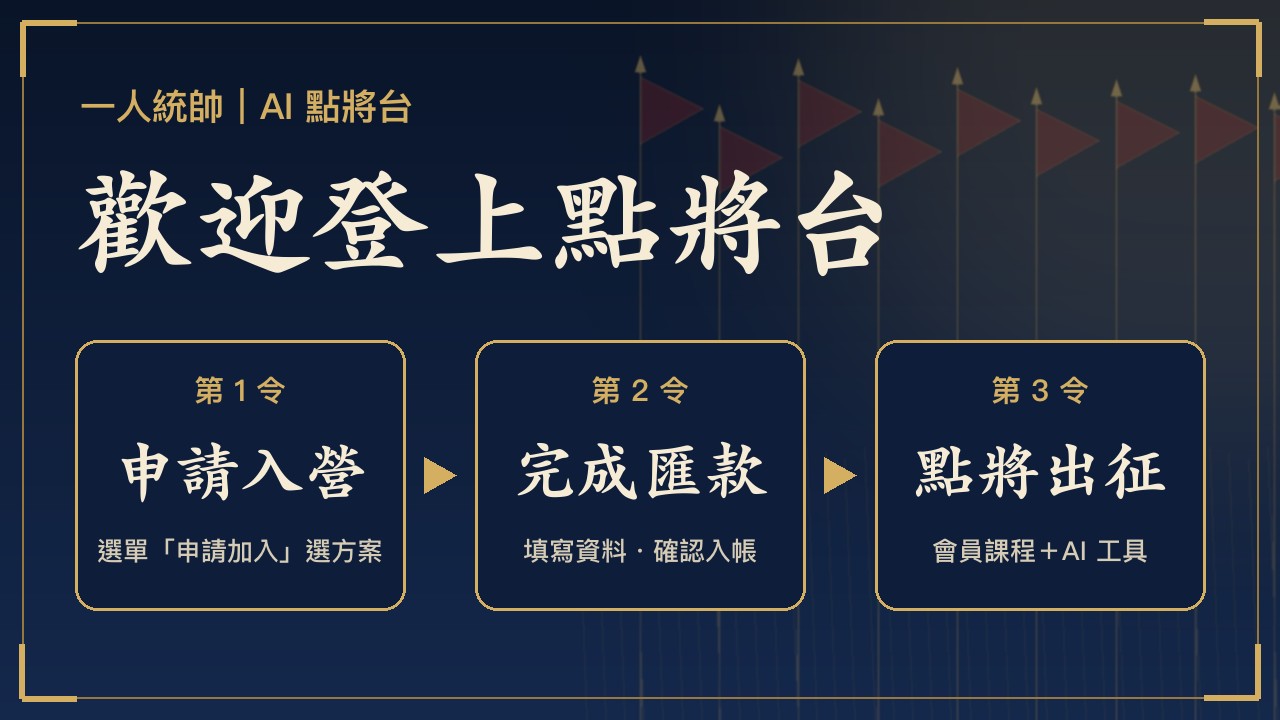 一人統帥｜AI 點將台
歡迎登上點將台
第 1 令
申請入營
選單「申請加入」選方案
第 2 令
完成匯款
填寫資料・確認入帳
第 3 令
點將出征
會員課程＋AI 工具